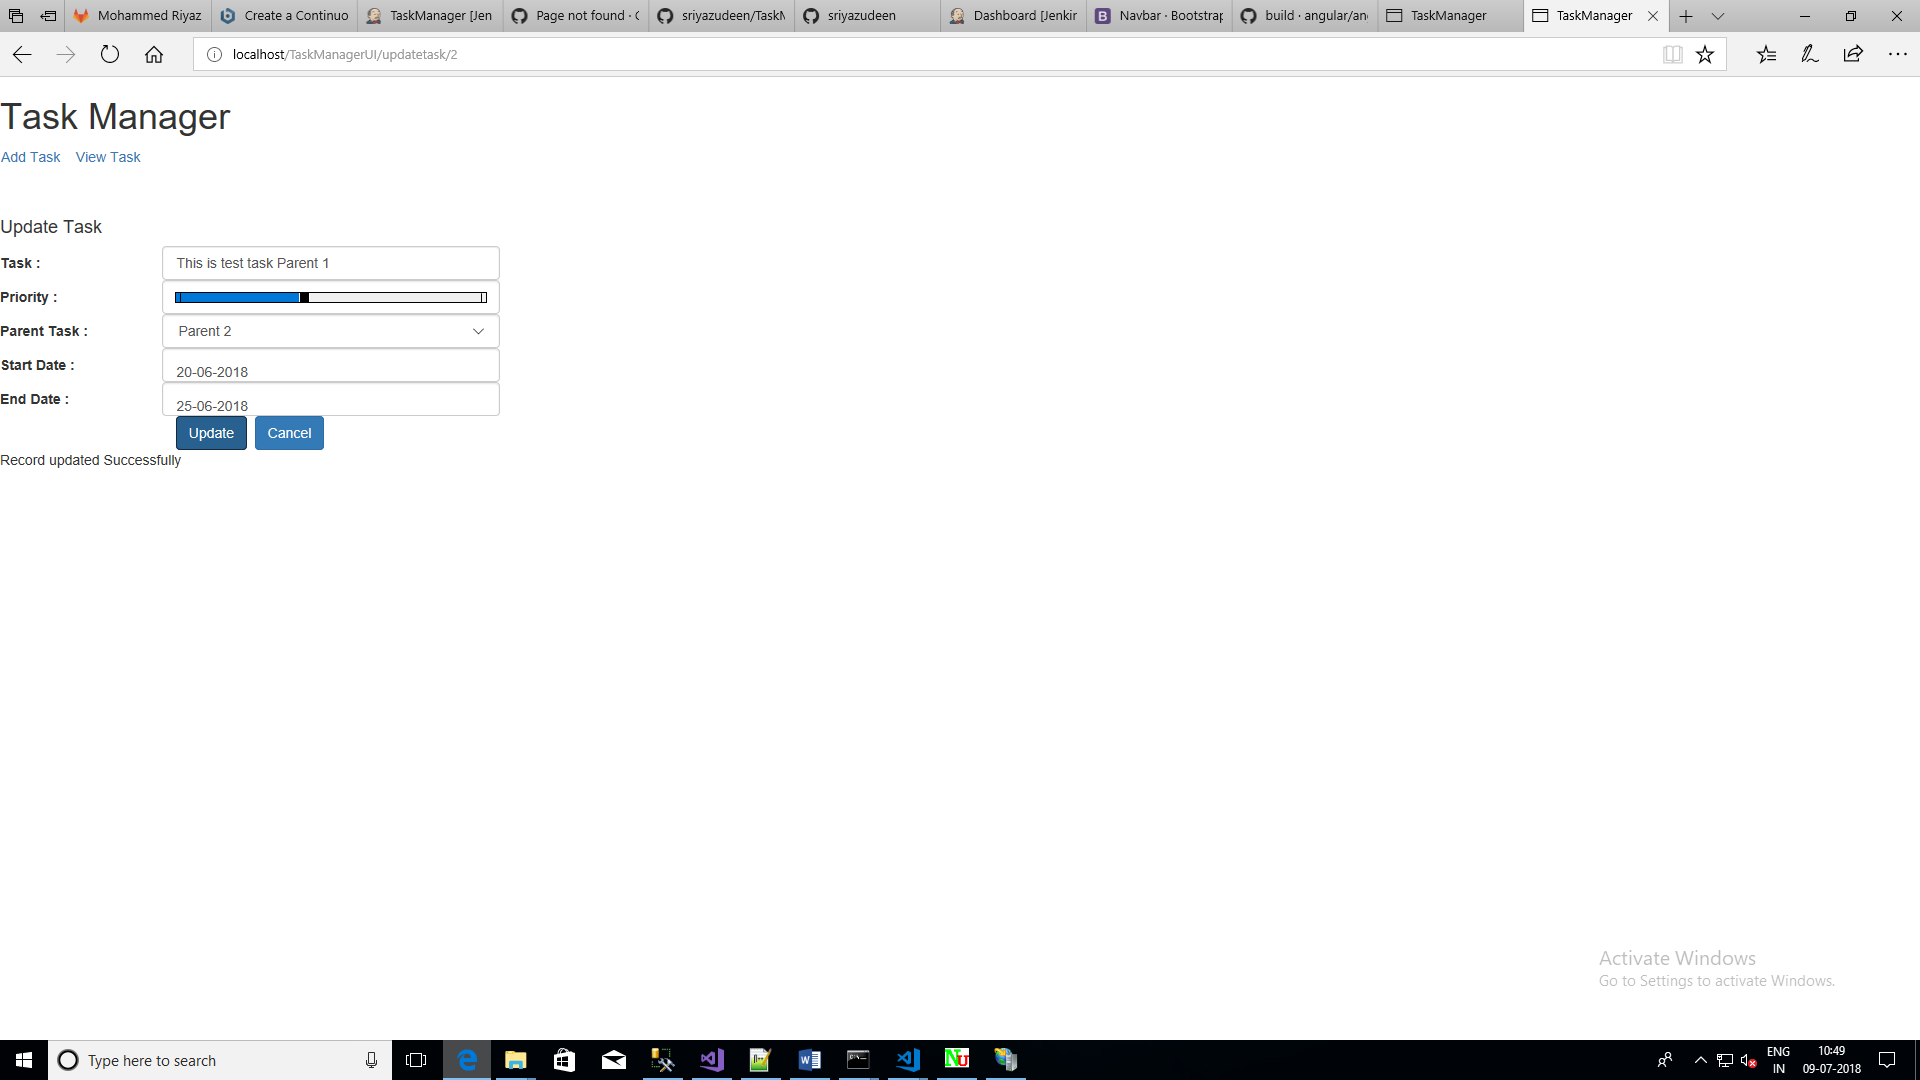 Mohammed Riyaz
Create a Continuo
TaskManager [Jen
Page not found · G
sriyazudeen/TaskM
sriyazudeen
Dashboard [Jenkin
Navbar · Bootstrap
build · angular/an
TaskManager
TaskManager
localhost/TaskManagerUI/updatetask/2
Task Manager
Add Task View Task
Update Task
Task : This is test task Parent 1
Priority :
Parent Task : Parent 2
Start Date : 20-06-2018
End Date : 25-06-2018
Update Cancel
Record updated Successfully
Activate Windows
Go to Settings to activate Windows.
Type here to search
ENG
IN
10:49
09-07-2018